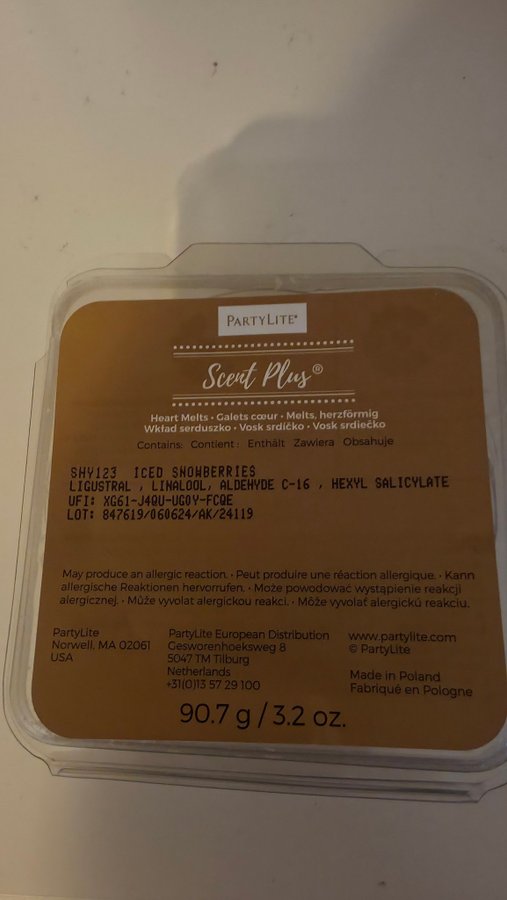 PARTYLITE®
Scent Plus®
Heart Melts • Galets cœur • Melts, herzförmig
Wkład serduszko • Vosk srdíčko • Vosk srdiečko
Contains: Contient : Enthält Zawiera Obsahuje
SHY123 ICED SNOWBERRIES
LIGUSTRAL , LINALOOL, ALDEHYDE C-16 , HEXYL SALICYLATE
UFI: XG61-J4QU-UG0Y-FCQE
LOT: 847619/060624/AK/24119
May produce an allergic reaction. • Peut produire une réaction allergique. • Kann
allergische Reaktionen hervorrufen. • Może powodować wystąpienie reakcji
alergicznej. • Může vyvolat alergickou reakci. • Môže vyvolať alergickú reakciu.
PartyLite
Norwell, MA 02061
USA
PartyLite European Distribution
Gesworenhoekseweg 8
5047 TM Tilburg
Netherlands
+31(0)13 57 29 100
www.partylite.com
© PartyLite
Made in Poland
Fabriqué en Pologne
90.7 g / 3.2 oz.